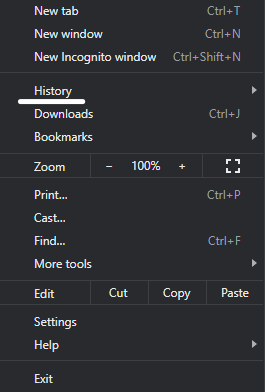 New tab Ctrl+T
New window Ctrl+N
New Incognito window Ctrl+Shift+N
History
Downloads Ctrl+J
Bookmarks
Zoom − 100% +
Print... Ctrl+P
Cast...
Find... Ctrl+F
More tools
Edit Cut Copy Paste
Settings
Help
Exit